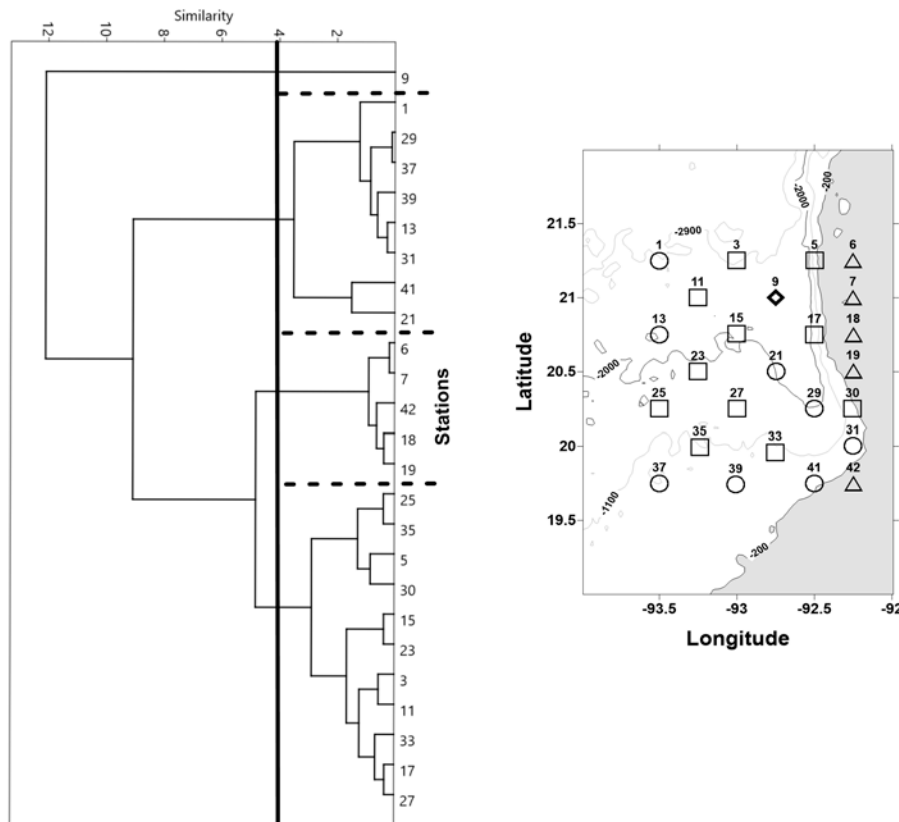 Similarity
12 10 8 6 4 2
9
1
29
37
39
13
31
41
21
6
7
42
18
19
25
35
5
30
15
23
3
11
33
17
27
Stations
Latitude
21.5
21
20.5
20
19.5
-2900
-2000
-200
1 3 5 6
11 9 7
13 15 17 18
-2000
23 21 19
25 27 29 30
35 33 31
37 39 41 42
-1100
-200
-93.5 -93 -92.5 -92
Longitude